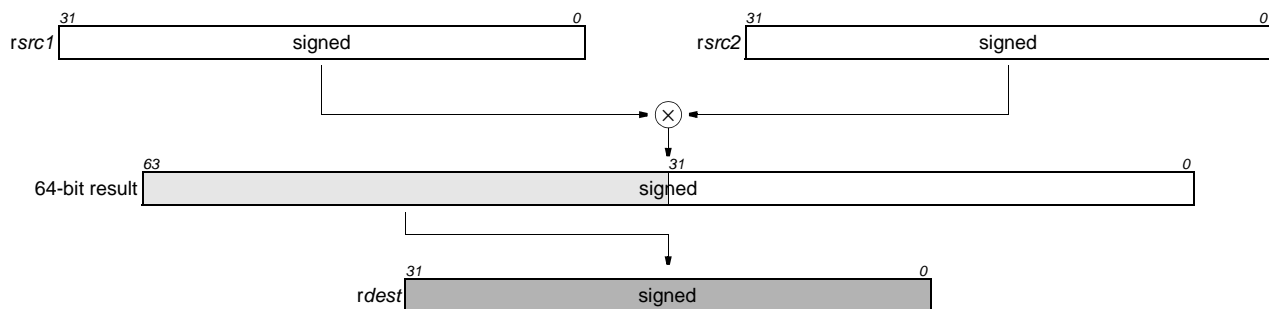 31 0 31 0
rsrc1 signed rsrc2 signed
×
63 31 0
64-bit result signed
31 0
rdest signed